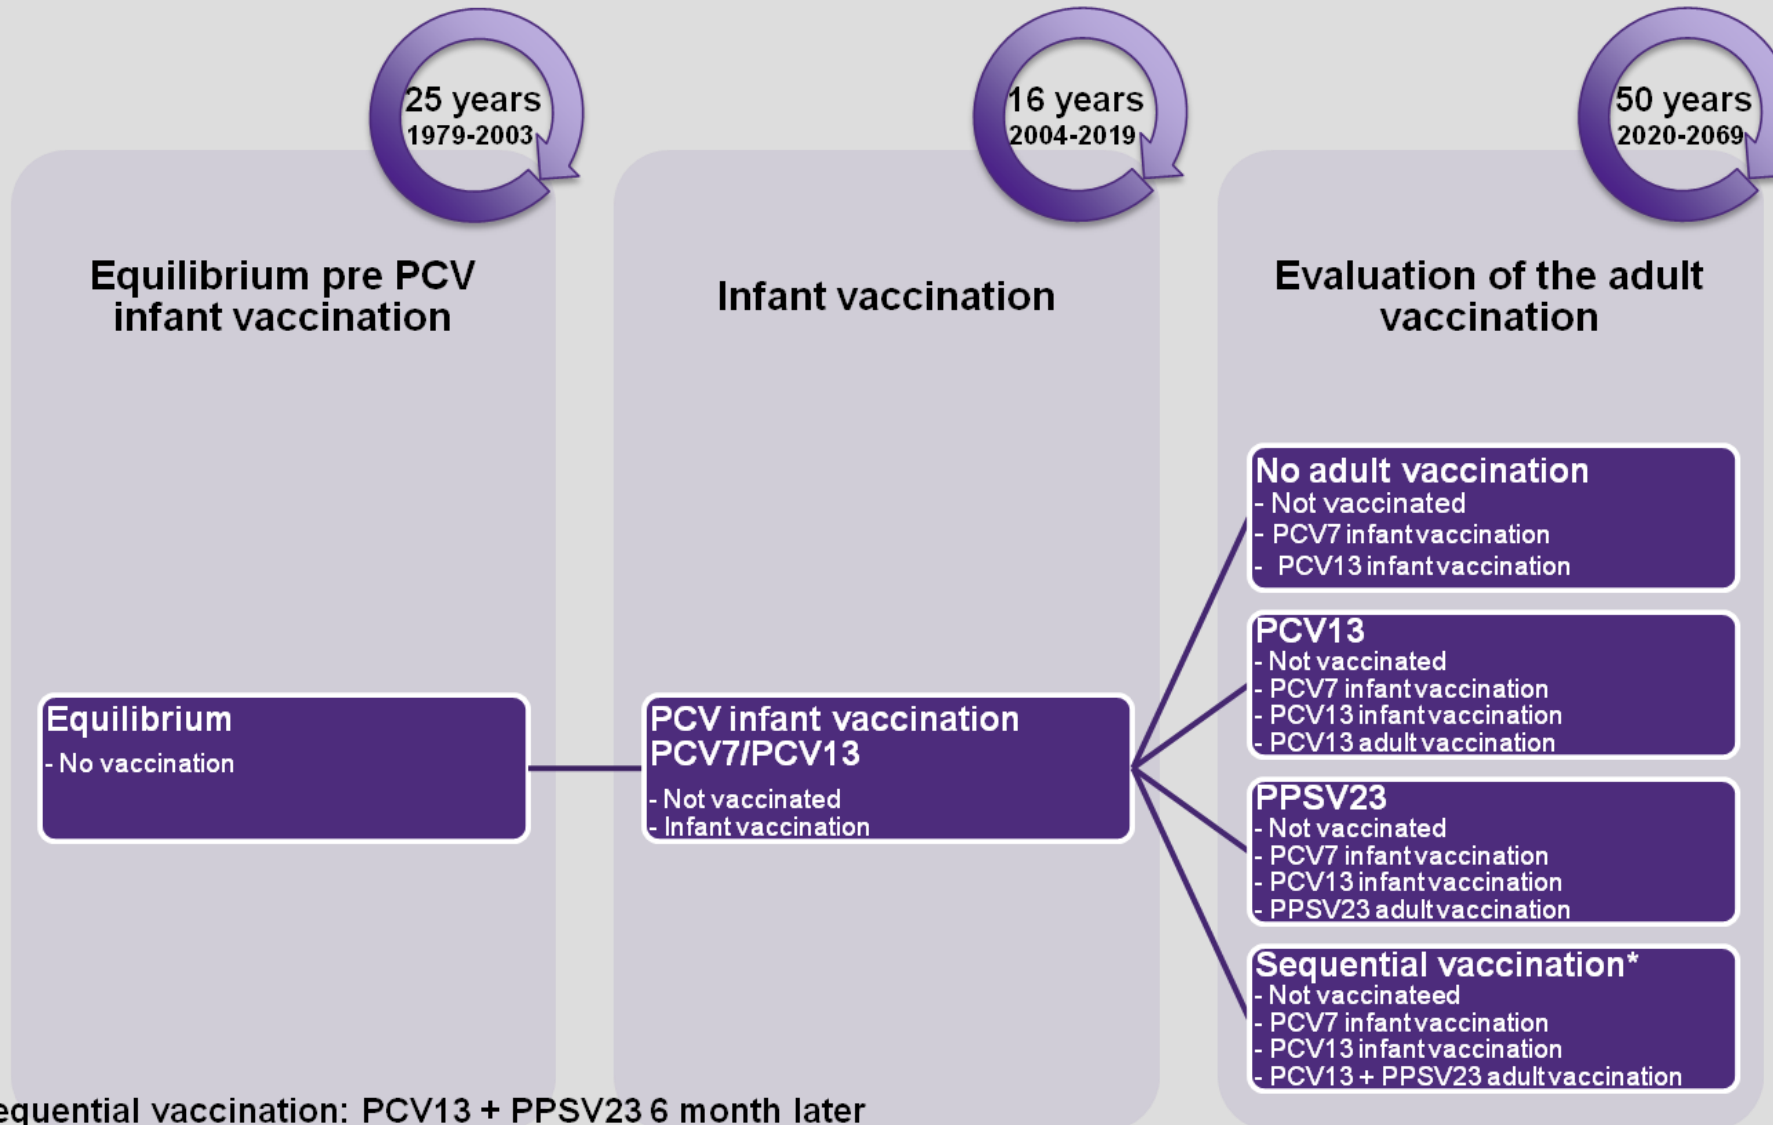 25 years
1979-2003
16 years
2004-2019
50 years
2020-2069
Equilibrium pre PCV
infant vaccination
Infant vaccination
Evaluation of the adult
vaccination
Equilibrium
- No vaccination
PCV infant vaccination
PCV7/PCV13
- Not vaccinated
- Infant vaccination
No adult vaccination
- Not vaccinated
- PCV7 infant vaccination
- PCV13 infant vaccination
PCV13
- Not vaccinated
- PCV7 infant vaccination
- PCV13 infant vaccination
- PCV13 adult vaccination
PPSV23
- Not vaccinated
- PCV7 infant vaccination
- PCV13 infant vaccination
- PPSV23 adult vaccination
Sequential vaccination*
- Not vaccinateed
- PCV7 infant vaccination
- PCV13 infant vaccination
- PCV13 + PPSV23 adult vaccination
equential vaccination: PCV13 + PPSV23 6 month later